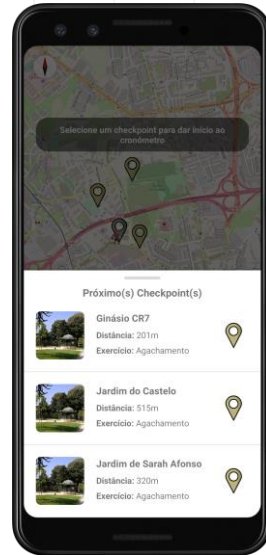 Selecione um checkpoint para dar início ao
cronómetro
Próximo(s) Checkpoint(s)
Ginásio CR7
Distância: 201m
Exercício: Agachamento
Jardim do Castelo
Distância: 515m
Exercício: Agachamento
Jardim de Sarah Afonso
Distância: 320m
Exercício: Agachamento